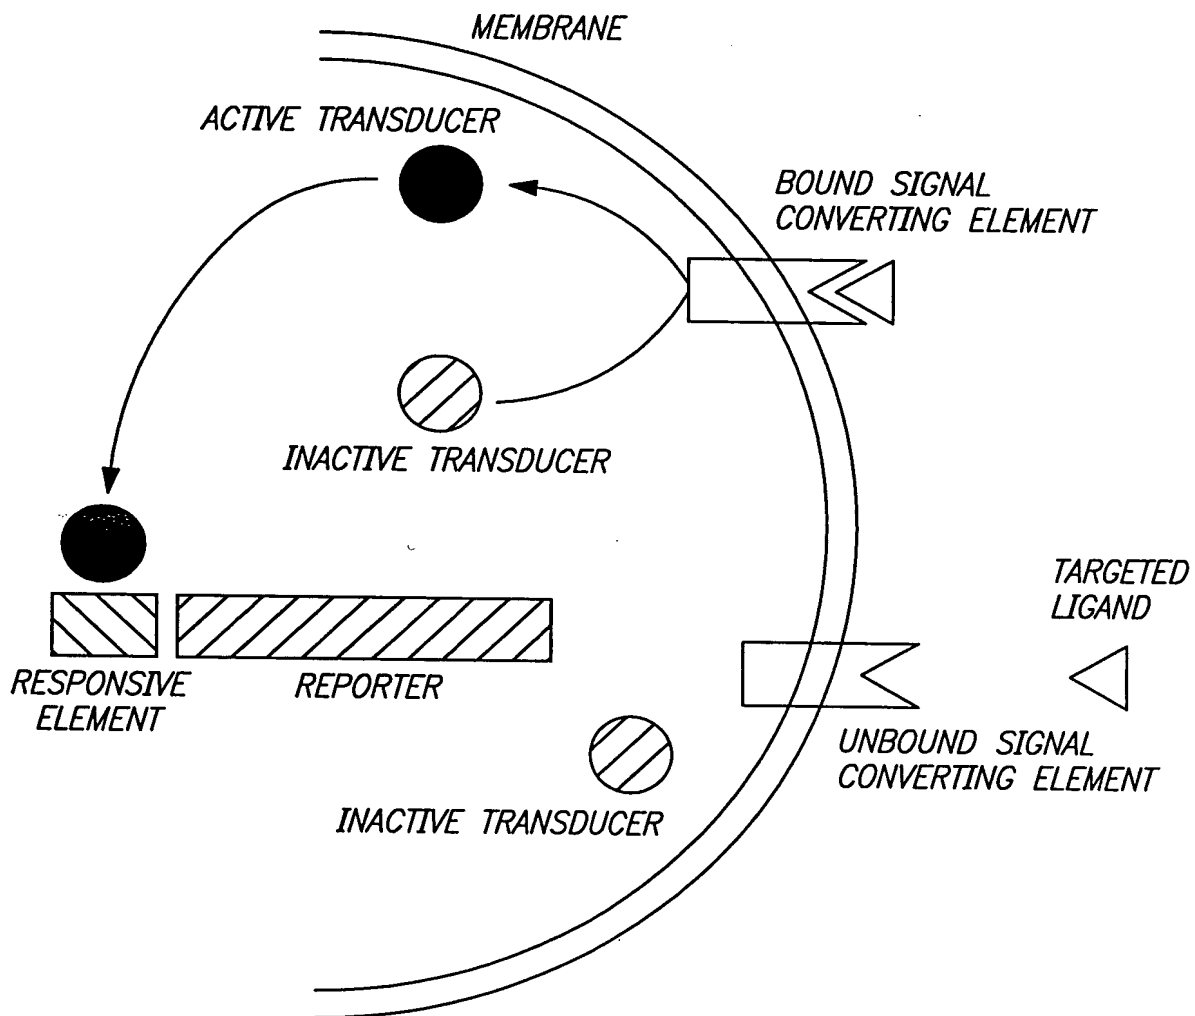 MEMBRANE
ACTIVE TRANSDUCER
BOUND SIGNAL
CONVERTING ELEMENT
INACTIVE TRANSDUCER
TARGETED
LIGAND
RESPONSIVE
ELEMENT
REPORTER
UNBOUND SIGNAL
CONVERTING ELEMENT
INACTIVE TRANSDUCER